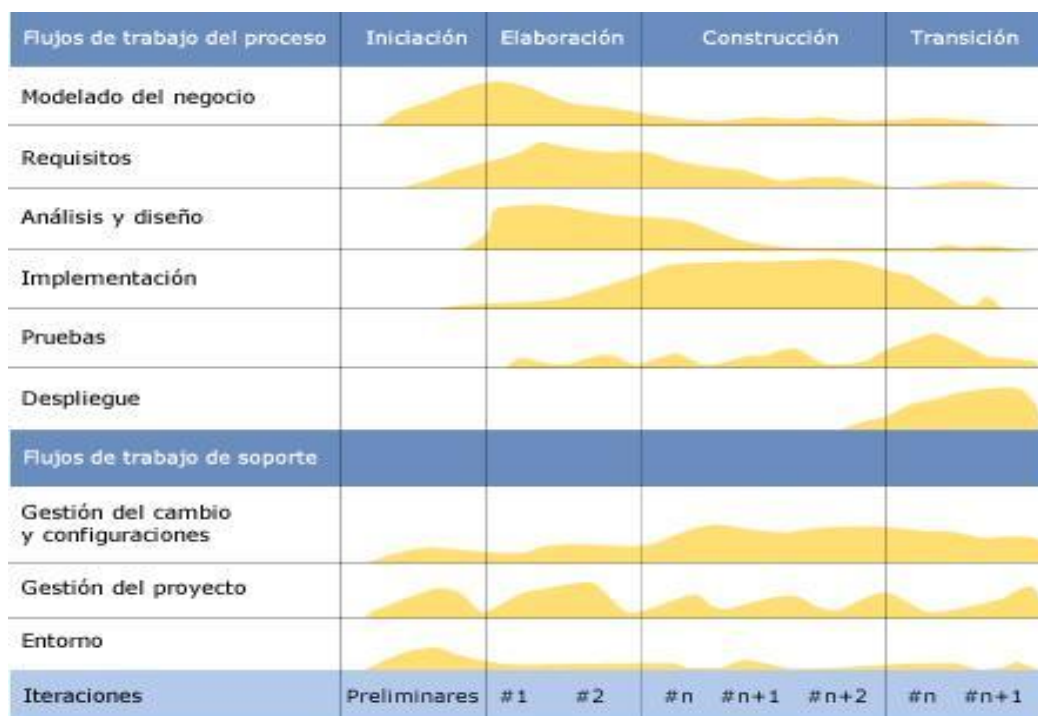 Flujos de trabajo del proceso Iniciación Elaboración Construcción Transición
Modelado del negocio
Requisitos
Análisis y diseño
Implementación
Pruebas
Despliegue
Flujos de trabajo de soporte
Gestión del cambio
y configuraciones
Gestión del proyecto
Entorno
Iteraciones Preliminares #1 #2 #n #n+1 #n+2 #n #n+1